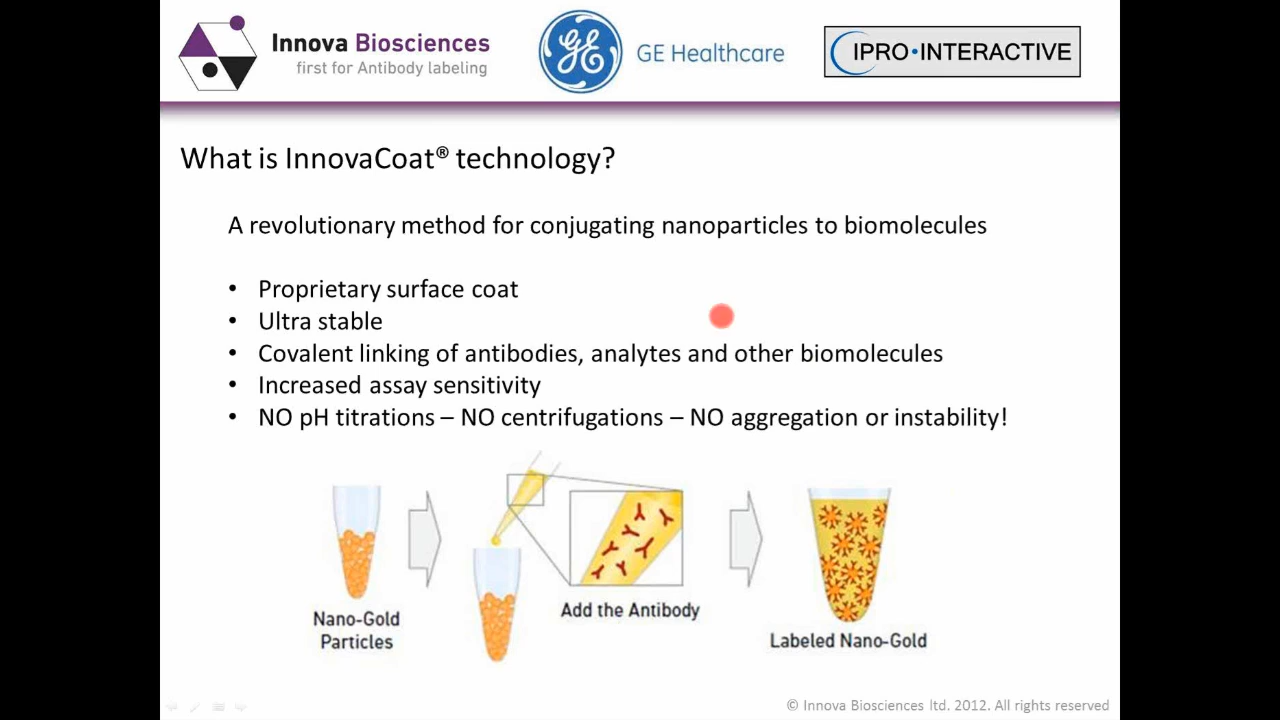 Innova Biosciences
first for Antibody labeling
GE
GE Healthcare
IPRO•INTERACTIVE
What is InnovaCoat® technology?
A revolutionary method for conjugating nanoparticles to biomolecules
• Proprietary surface coat
• Ultra stable
• Covalent linking of antibodies, analytes and other biomolecules
• Increased assay sensitivity
• NO pH titrations – NO centrifugations – NO aggregation or instability!
Nano-Gold
Particles
Add the Antibody
Labeled Nano-Gold
© Innova Biosciences ltd. 2012. All rights reserved